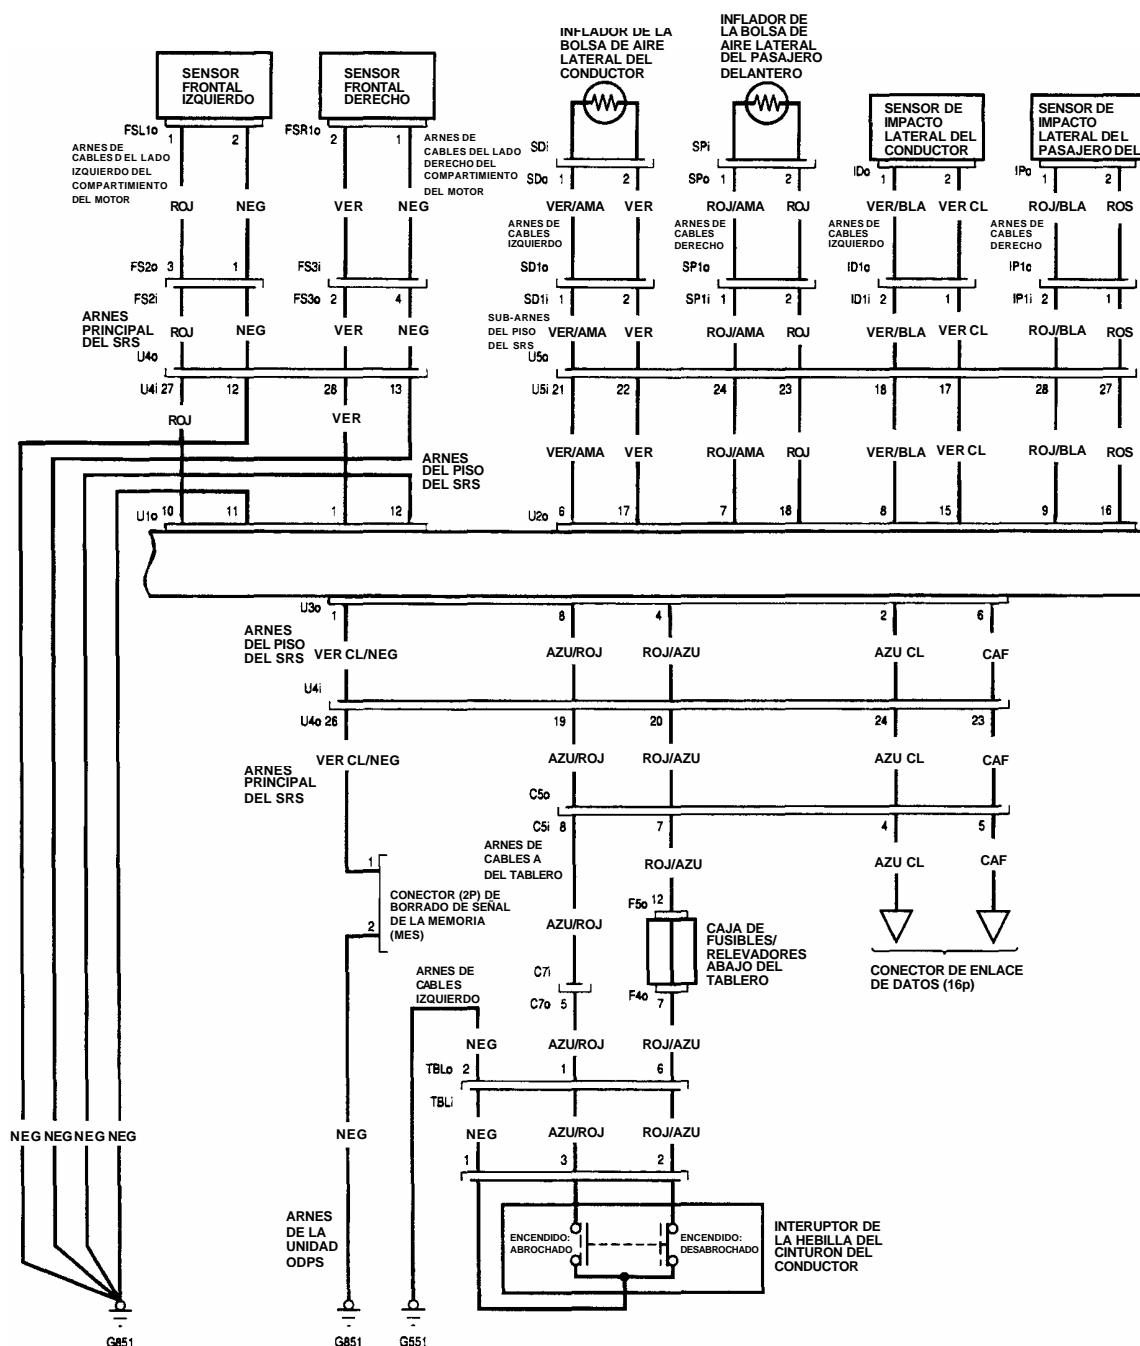 INFLADOR DE LA
BOLSA DE AIRE
LATERAL DEL
CONDUCTOR
INFLADOR DE
LA BOLSA DE
AIRE LATERAL
DEL PASAJERO
DELANTERO
SENSOR
FRONTAL
IZQUIERDO
SENSOR
FRONTAL
DERECHO
SENSOR DE
IMPACTO
LATERAL DEL
CONDUCTOR
SENSOR DE
IMPACTO
LATERAL DEL
PASAJERO DEL
FSL1o 1 2 FSR1o 2 1
SDi SPi
SDo 1 2 SPo 1 2 IDo 1 2 IPo 1 2
ARNES DE
CABLES DEL LADO
IZQUIERDO DEL
COMPARTIMIENTO
DEL MOTOR
ARNES DE
CABLES DEL LADO
DERECHO DEL
COMPARTIMIENTO
DEL MOTOR
ROJ NEG VER NEG VER/AMA VER ROJ/AMA ROJ VER/BLA VER CL ROJ/BLA ROS
ARNES DE
CABLES
IZQUIERDO
ARNES DE
CABLES
DERECHO
ARNES DE
CABLES
IZQUIERDO
ARNES DE
CABLES
DERECHO
FS2o 3 1 FS3i SD1o SP1o ID1o IP1o
FS2i FS3o 2 4 SD1i 1 2 SP1i 1 2 ID1i 2 1 IP1i 2 1
ARNES
PRINCIPAL
DEL SRS
SUB-ARNES
DEL PISO
DEL SRS
ROJ NEG VER NEG VER/AMA VER ROJ/AMA ROJ VER/BLA VER CL ROJ/BLA ROS
U4o U5o
U4i 27 12 28 13 U5i 21 22 24 23 18 17 28 27
ROJ VER
ARNES
DEL PISO
DEL SRS
VER/AMA VER ROJ/AMA ROJ VER/BLA VER CL ROJ/BLA ROS
U1o 10 11 1 12 U2o 6 17 7 18 8 15 9 16
U3o 1 8 4 2 6
ARNES
DEL PISO
DEL SRS
VER CL/NEG AZU/ROJ ROJ/AZU AZU CL CAF
U4i
U4o 26 19 20 24 23
ARNES
PRINCIPAL
DEL SRS
VER CL/NEG AZU/ROJ ROJ/AZU AZU CL CAF
C5o
C5i 8 7 4 5
ARNES DE
CABLES A
DEL TABLERO
ROJ/AZU AZU CL CAF
1
2
CONECTOR (2P) DE
BORRADO DE SEÑAL
DE LA MEMORIA
(MES)
AZU/ROJ
F5o 12
CAJA DE
FUSIBLES/
RELEVADORES
ABAJO DEL
TABLERO
CONECTOR DE ENLACE
DE DATOS (16p)
ARNES DE
CABLES
IZQUIERDO
C7i
C7o 5 F4o 7
NEG AZU/ROJ ROJ/AZU
TBLo 2 1 6
TBLi
NEG NEG NEG NEG NEG NEG AZU/ROJ ROJ/AZU
1 3 2
ARNES
DE LA
UNIDAD
ODPS
ENCENDIDO:
ABROCHADO
ENCENDIDO:
DESABROCHADO
INTERUPTOR DE
LA HEBILLA DEL
CINTURON DEL
CONDUCTOR
G851 G851 G551